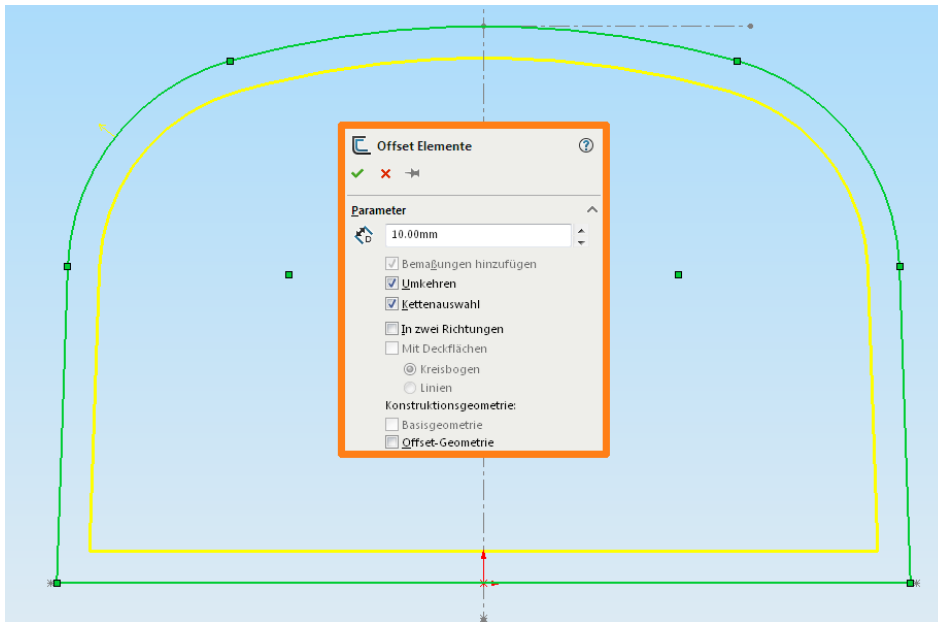 Offset Elemente
Parameter
D
10.00mm
Bemaßungen hinzufügen
Umkehren
Kettenauswahl
In zwei Richtungen
Mit Deckflächen
Kreisbogen
Linien
Konstruktionsgeometrie:
Basisgeometrie
Offset-Geometrie